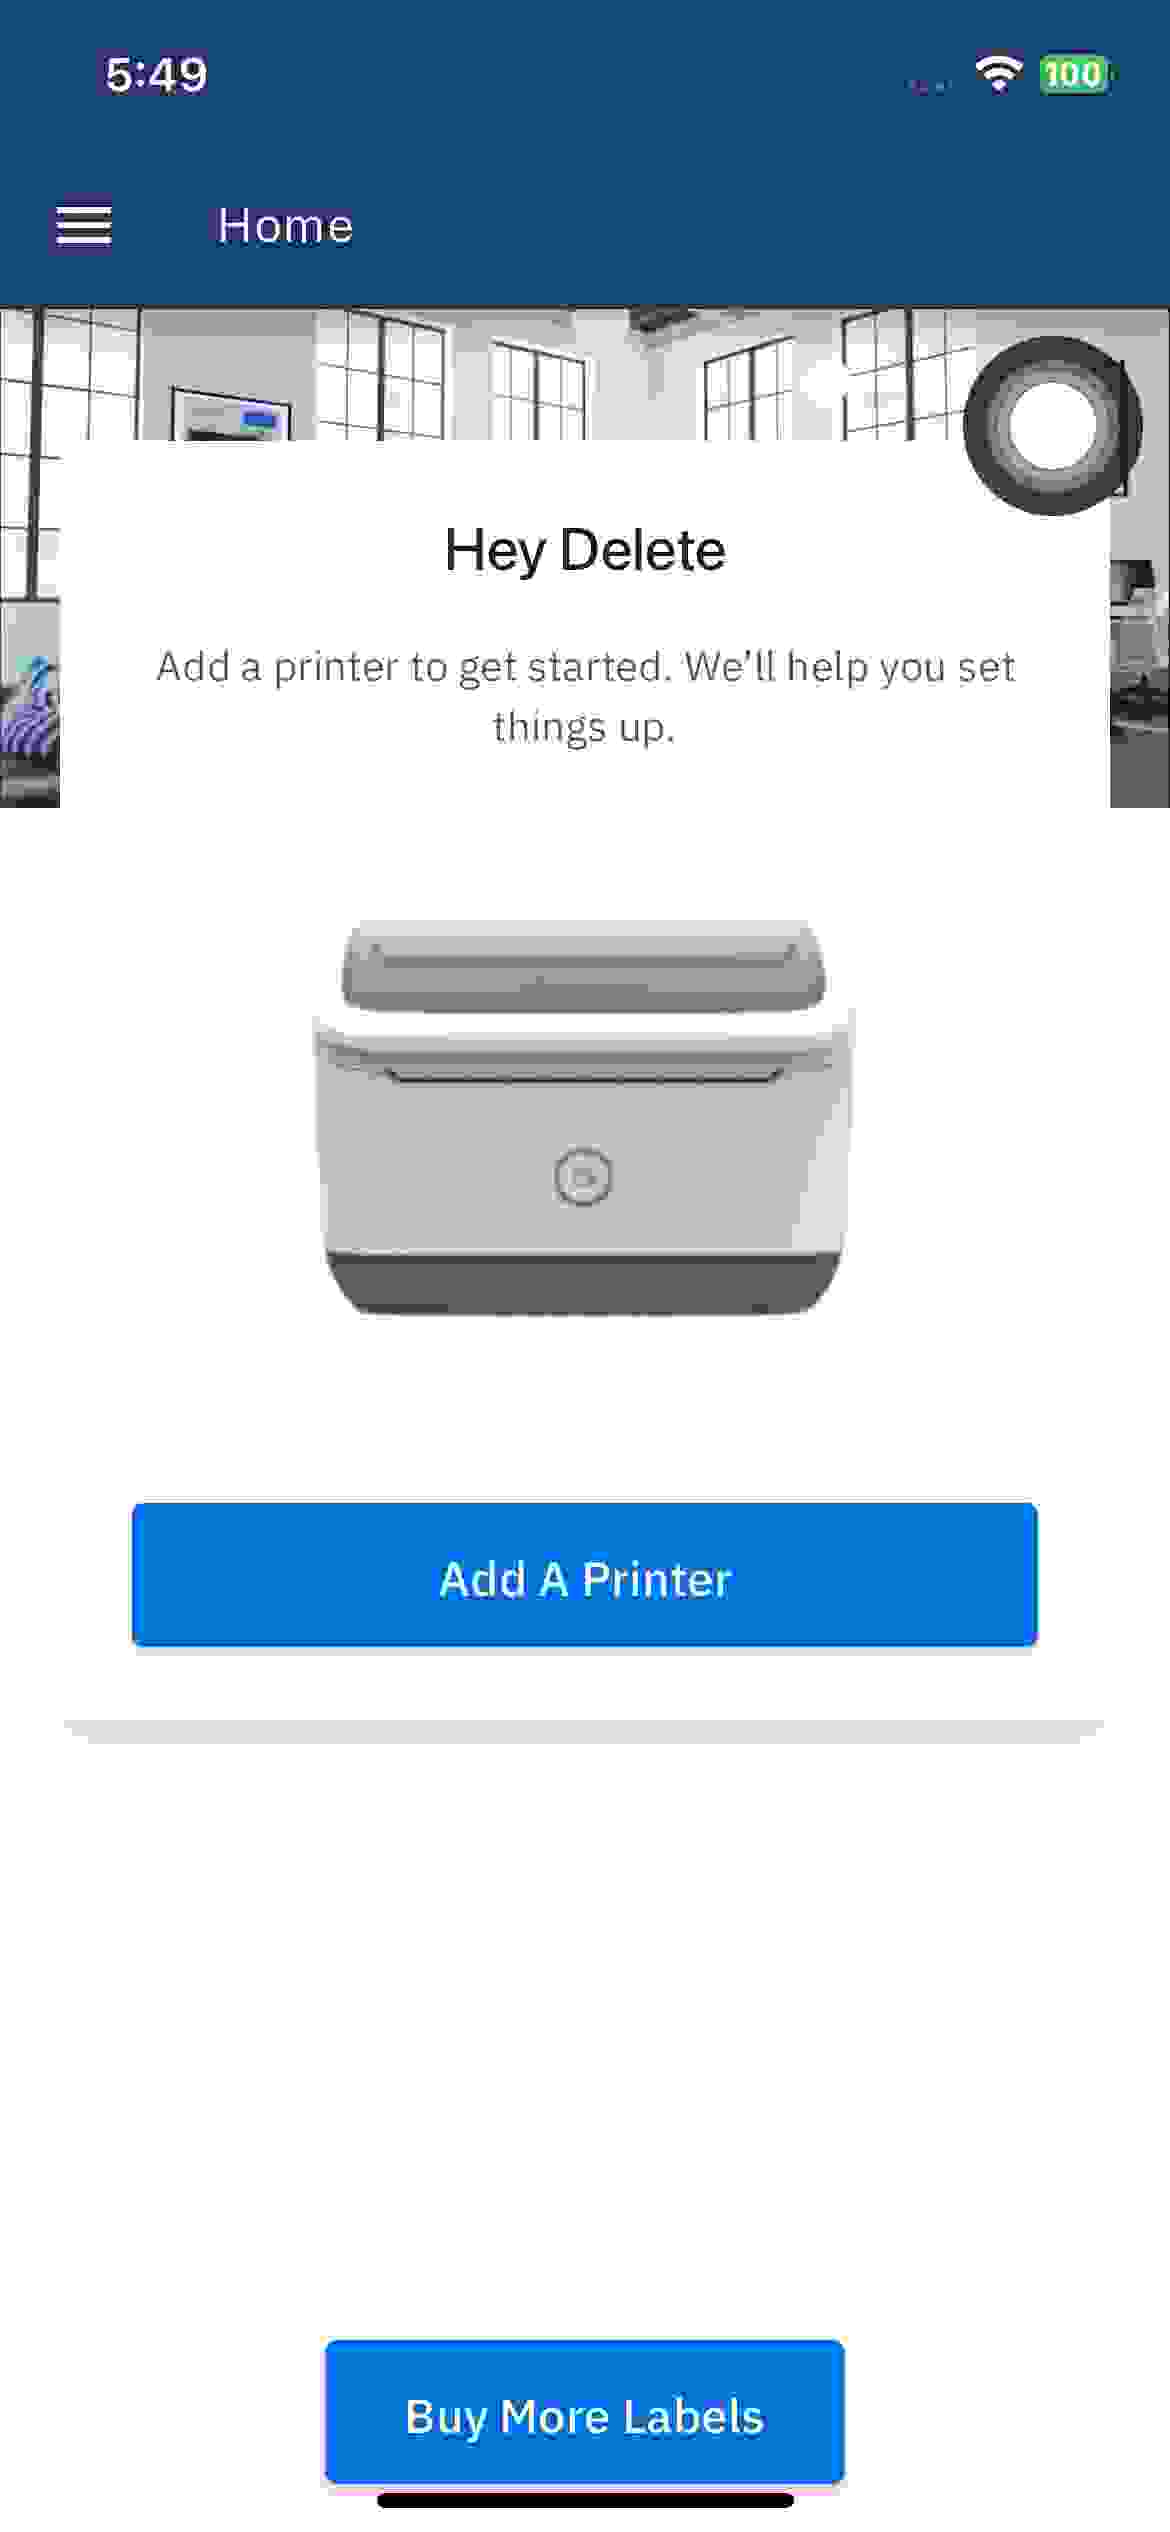 5:49
100
Home
Hey Delete
Add a printer to get started. We'll help you set
things up.
Add A Printer
Buy More Labels